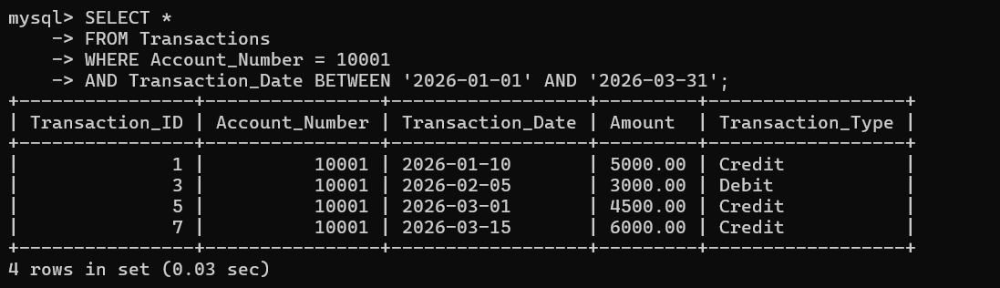 mysql> SELECT *
    -> FROM Transactions
    -> WHERE Account_Number = 10001
    -> AND Transaction_Date BETWEEN '2026-01-01' AND '2026-03-31';
+----------------+----------------+------------------+---------+------------------+
| Transaction_ID | Account_Number | Transaction_Date | Amount  | Transaction_Type |
+----------------+----------------+------------------+---------+------------------+
|              1 |          10001 | 2026-01-10       | 5000.00 | Credit           |
|              3 |          10001 | 2026-02-05       | 3000.00 | Debit            |
|              5 |          10001 | 2026-03-01       | 4500.00 | Credit           |
|              7 |          10001 | 2026-03-15       | 6000.00 | Credit           |
+----------------+----------------+------------------+---------+------------------+
4 rows in set (0.03 sec)